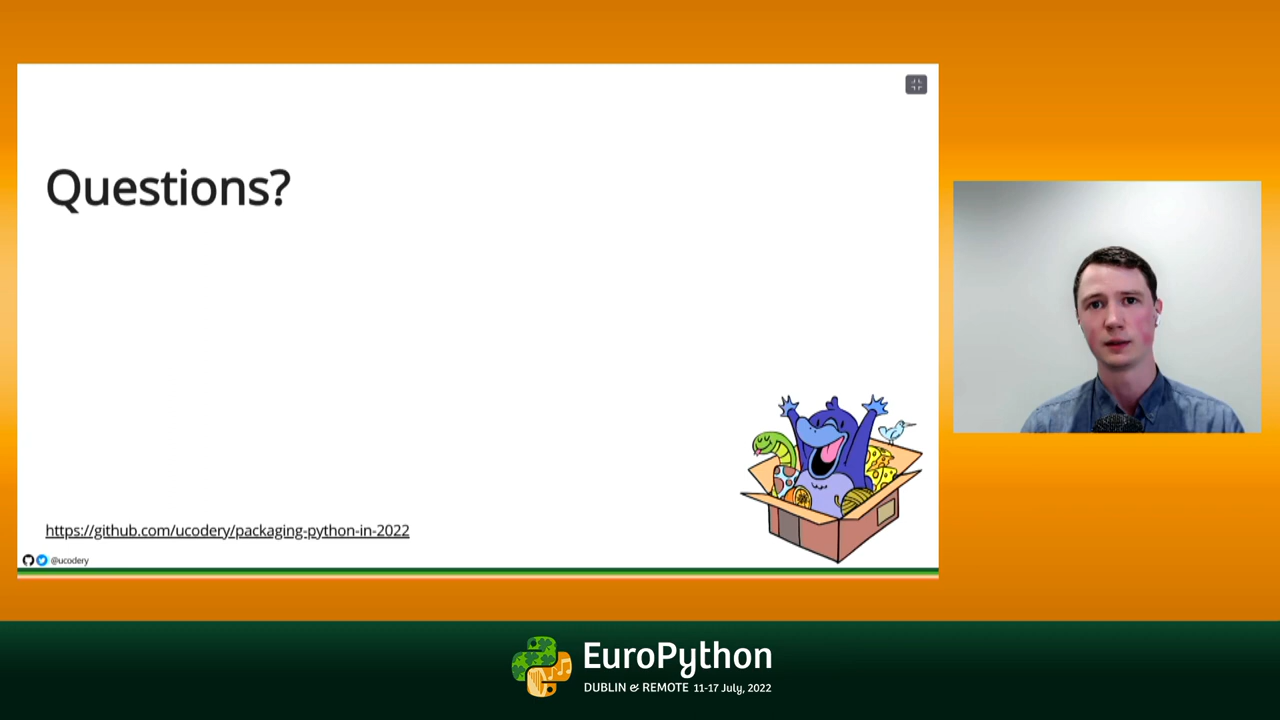 Questions?
https://github.com/ucodery/packaging-python-in-2022
@ucodery
EuroPython
DUBLIN & REMOTE 11-17 July, 2022